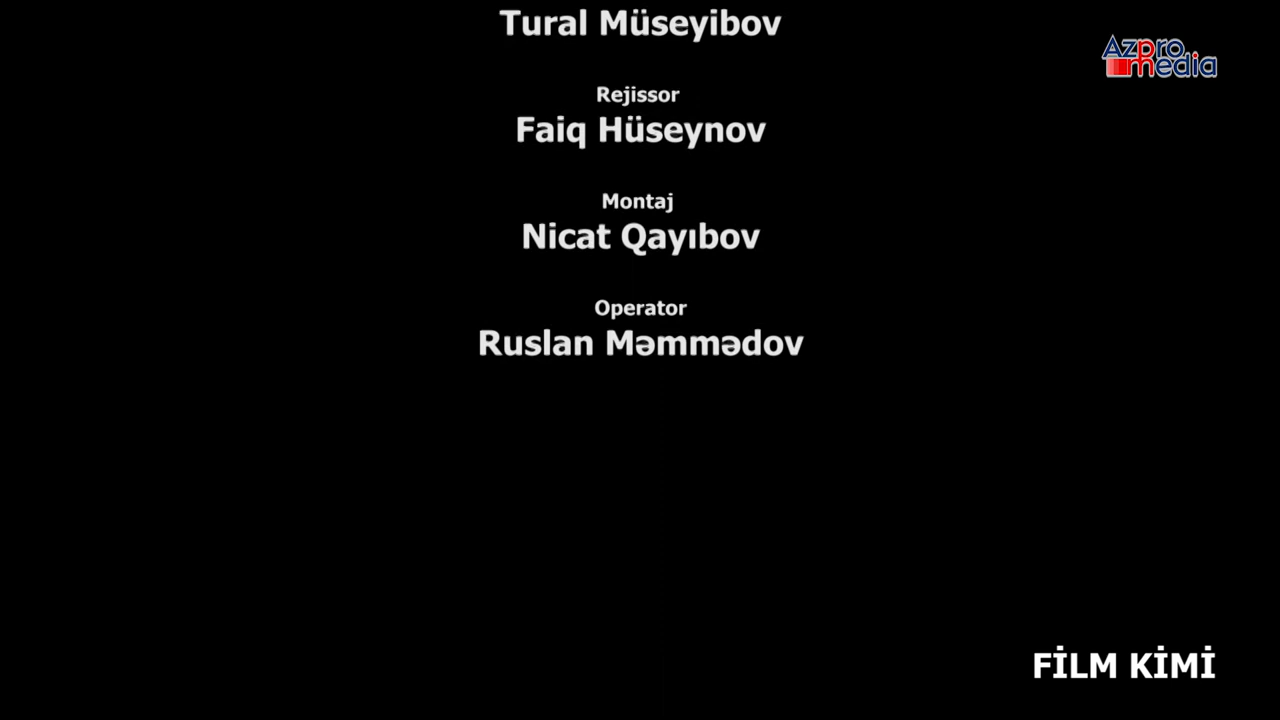 Tural Müseyibov
Azpro
media
Rejissor
Faiq Hüseynov
Montaj
Nicat Qayıbov
Operator
Ruslan Məmmədov
FİLM KİMİ